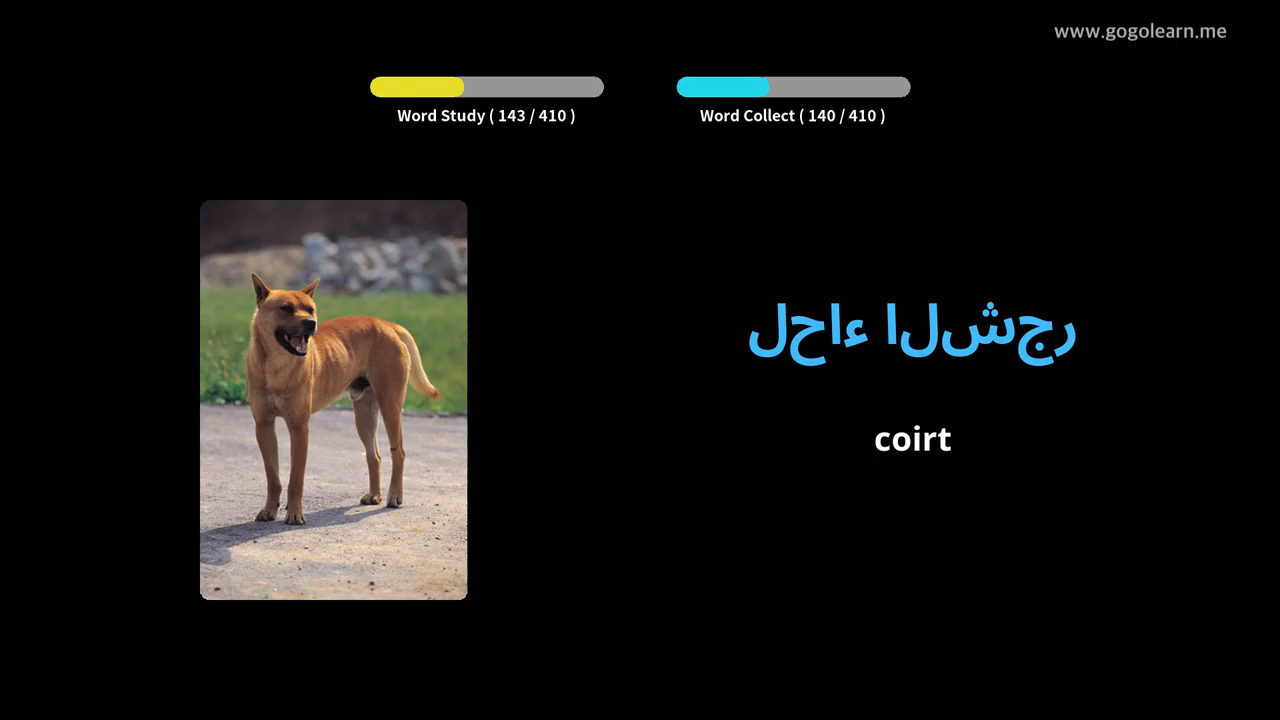 www.gogolearn.me
Word Study ( 143 / 410 )
Word Collect ( 140 / 410 )
لحاء الشجر
coirt